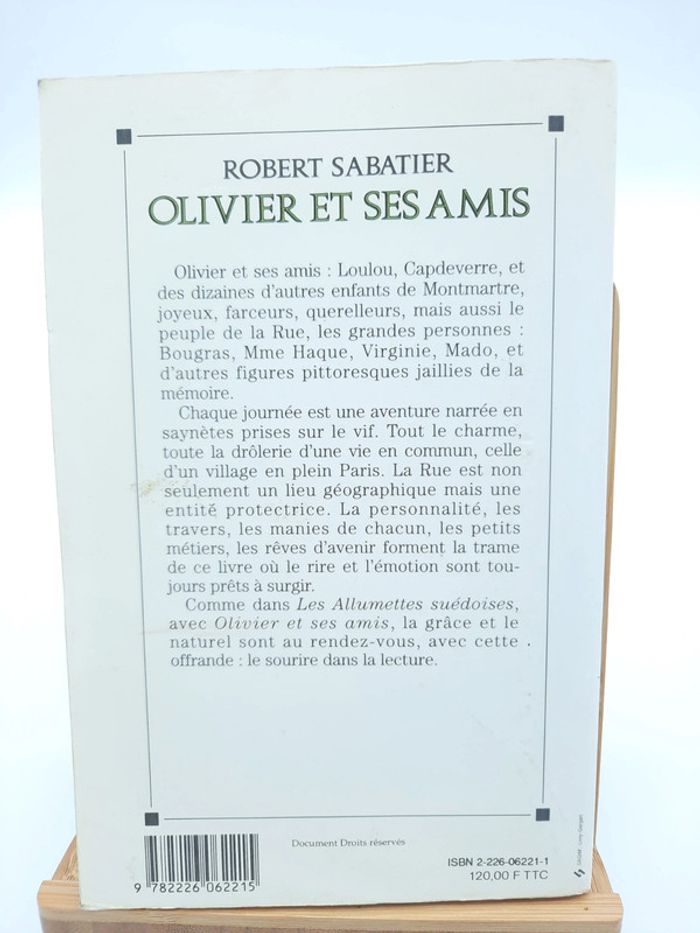 ROBERT SABATIER
OLIVIER ET SES AMIS
Olivier et ses amis : Loulou, Capdeverre, et
des dizaines d'autres enfants de Montmartre,
joyeux, farceurs, querelleurs, mais aussi le
peuple de la Rue, les grandes personnes :
Bougras, Mme Haque, Virginie, Mado, et
d'autres figures pittoresques jaillies de la
mémoire.
Chaque journée est une aventure narrée en
saynètes prises sur le vif. Tout le charme,
toute la drôlerie d'une vie en commun, celle
d'un village en plein Paris. La Rue est non
seulement un lieu géographique mais une
entité protectrice. La personnalité, les
travers, les manies de chacun, les petits
métiers, les rêves d'avenir forment la trame
de ce livre où le rire et l'émotion sont tou-
jours prêts à surgir.
Comme dans Les Allumettes suédoises,
avec Olivier et ses amis, la grâce et le
naturel sont au rendez-vous, avec cette
offrande : le sourire dans la lecture.
Document Droits réservés
ISBN 2-226-06221-1
120,00 F TTC
9 782226 062215